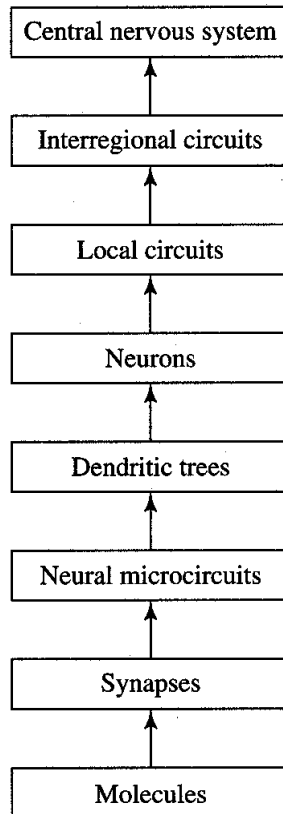 Central nervous system
Interregional circuits
Local circuits
Neurons
Dendritic trees
Neural microcircuits
Synapses
Molecules